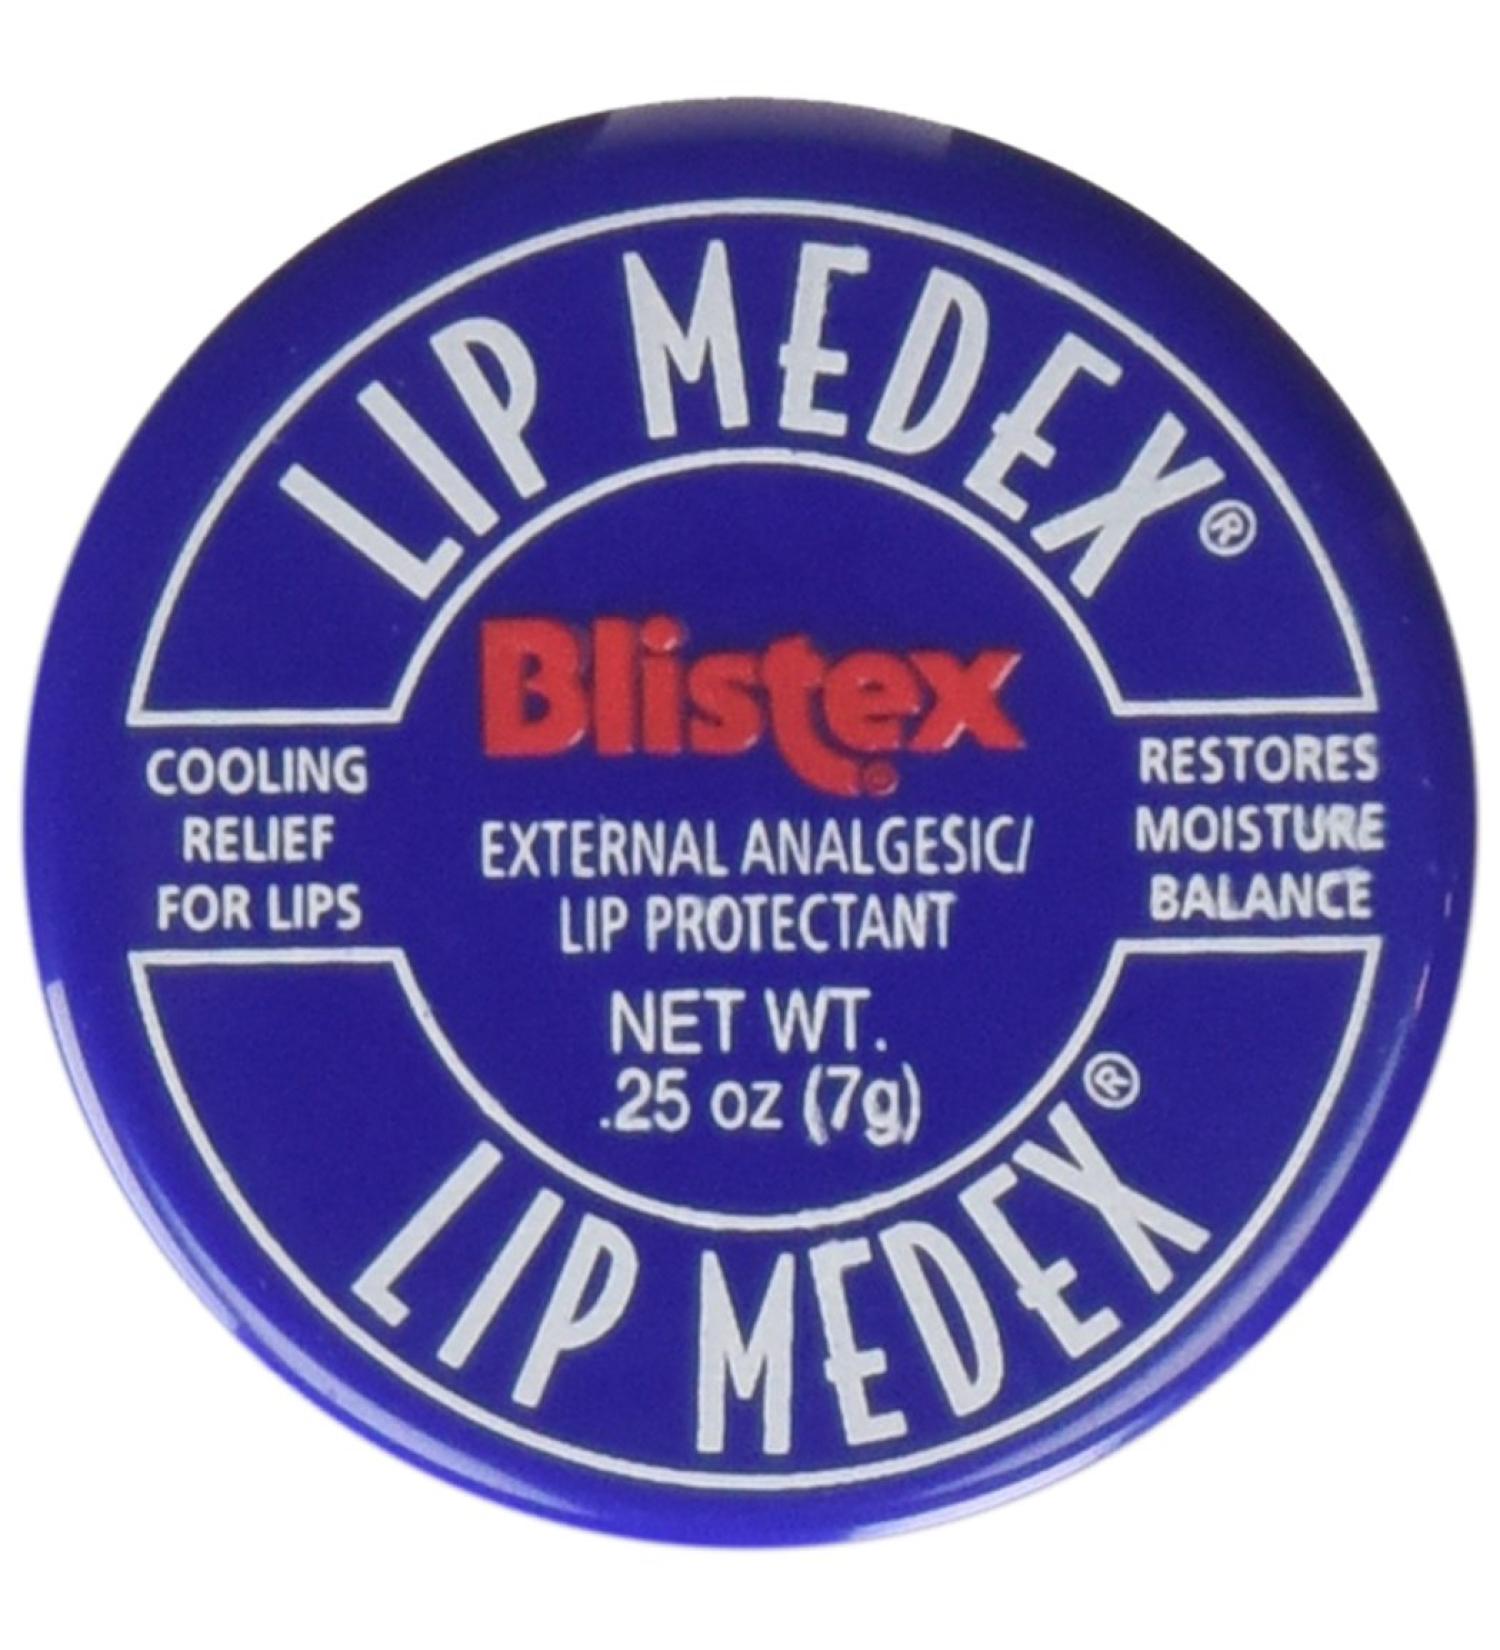 LIP MEDEX®
Blistex®
COOLING
RELIEF
FOR LIPS
EXTERNAL ANALGESIC/
LIP PROTECTANT
RESTORES
MOISTURE
BALANCE
NET WT.
.25 oz (7g)
LIP MEDEX®